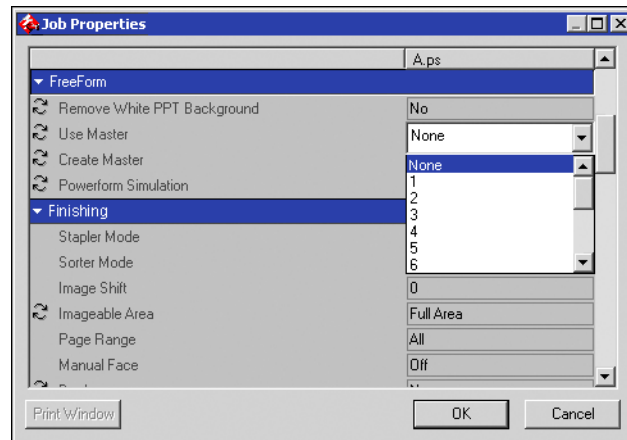 Job Properties
A.ps
FreeForm
Remove White PPT Background No
Use Master None
Create Master None
1
Powerform Simulation 2
Finishing 3
Stapler Mode 4
5
Sorter Mode 6
Image Shift 0
Imageable Area Full Area
Page Range All
Manual Face Off
Print Window OK Cancel